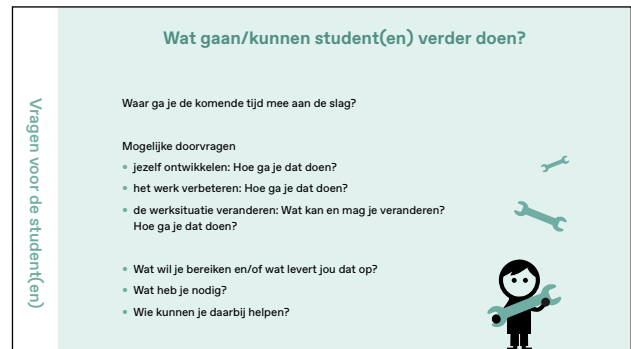 Wat gaan/kunnen student(en) verder doen?
Vragen voor de student(en)
Waar ga je de komende tijd mee aan de slag?
Mogelijke doorvragen
• jezelf ontwikkelen: Hoe ga je dat doen?
• het werk verbeteren: Hoe ga je dat doen?
• de werksituatie veranderen: Wat kan en mag je veranderen?
Hoe ga je dat doen?
• Wat wil je bereiken en/of wat levert jou dat op?
• Wat heb je nodig?
• Wie kunnen je daarbij helpen?